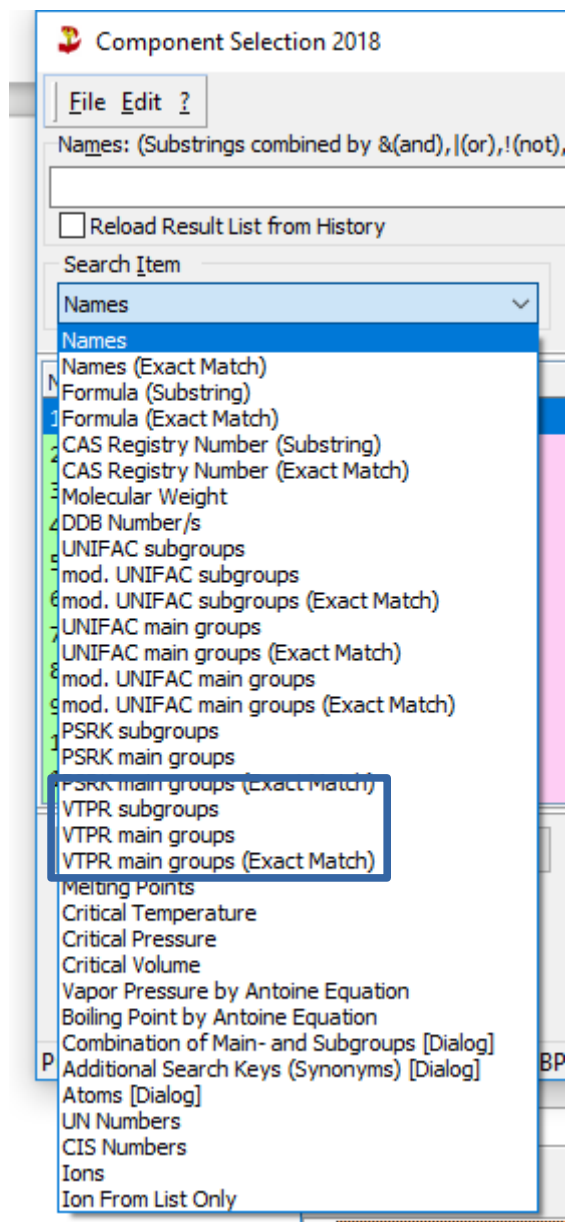 Component Selection 2018
File Edit ?
Names: (Substrings combined by &(and),|(or),!(not),
Reload Result List from History
Search Item
Names
Names
Names (Exact Match)
Formula (Substring)
Formula (Exact Match)
CAS Registry Number (Substring)
CAS Registry Number (Exact Match)
Molecular Weight
DDB Number/s
UNIFAC subgroups
mod. UNIFAC subgroups
mod. UNIFAC subgroups (Exact Match)
UNIFAC main groups
UNIFAC main groups (Exact Match)
mod. UNIFAC main groups
mod. UNIFAC main groups (Exact Match)
PSRK subgroups
PSRK main groups
PSRK main groups (Exact Match)
VTPR subgroups
VTPR main groups
VTPR main groups (Exact Match)
Melting Points
Critical Temperature
Critical Pressure
Critical Volume
Vapor Pressure by Antoine Equation
Boiling Point by Antoine Equation
Combination of Main- and Subgroups [Dialog]
Additional Search Keys (Synonyms) [Dialog]
Atoms [Dialog]
UN Numbers
CIS Numbers
Ions
Ion From List Only